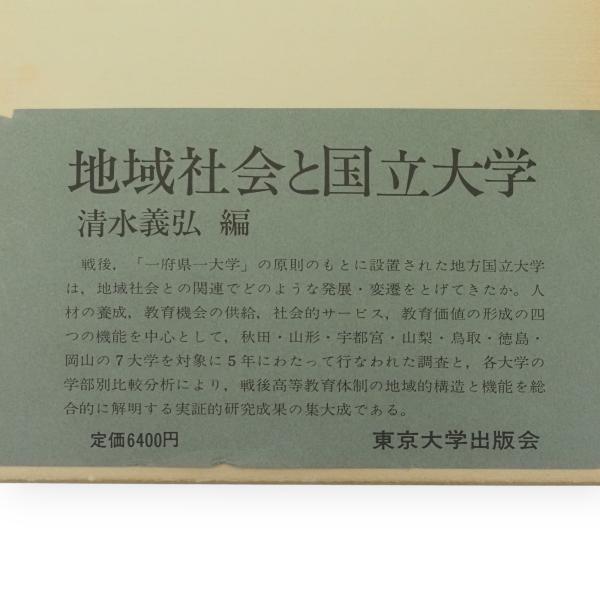 地域社会と国立大学
清水義弘 編
戦後，「一府県一大学」の原則のもとに設置された地方国立大学
は，地域社会との関連でどのような発展・変遷をとげてきたか。人
材の養成，教育機会の供給，社会的サービス，教育価値の形成の四
つの機能を中心として，秋田・山形・宇都宮・山梨・鳥取・徳島・
岡山の７大学を対象に５年にわたって行なわれた調査と，各大学の
学部別比較分析により，戦後高等教育体制の地域的構造と機能を総
合的に解明する実証的研究成果の集大成である。
定価6400円
東京大学出版会